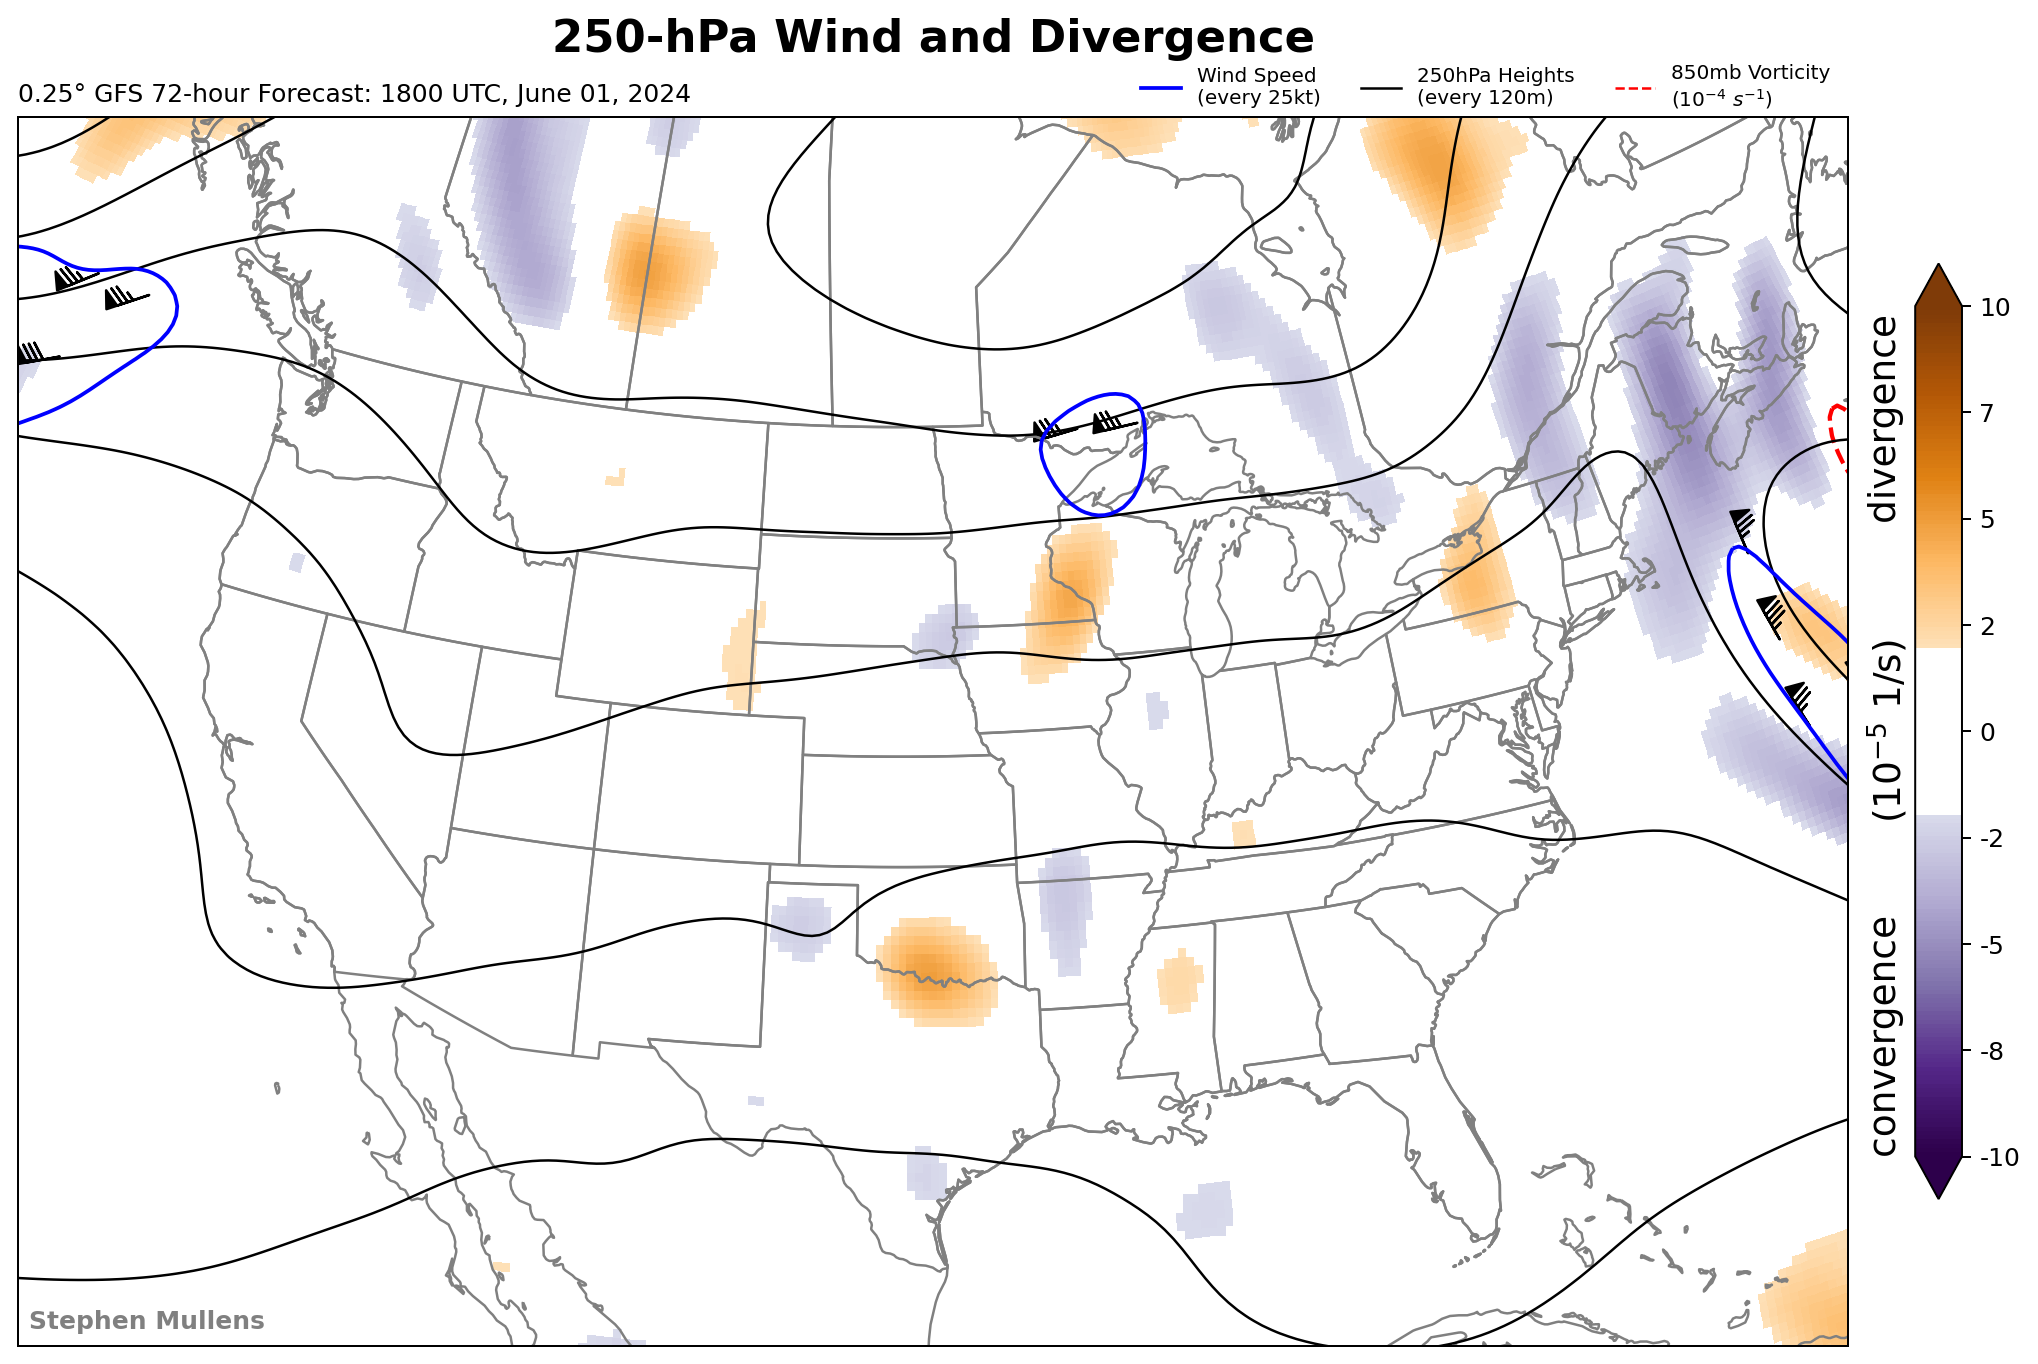 250-hPa Wind and Divergence
0.25° GFS 72-hour Forecast: 1800 UTC, June 01, 2024
Wind Speed
(every 25kt)
250hPa Heights
(every 120m)
850mb Vorticity
(10⁻⁴ s⁻¹)
10
7
5
2
0
-2
-5
-8
-10
convergence (10⁻⁵ 1/s) divergence
Stephen Mullens